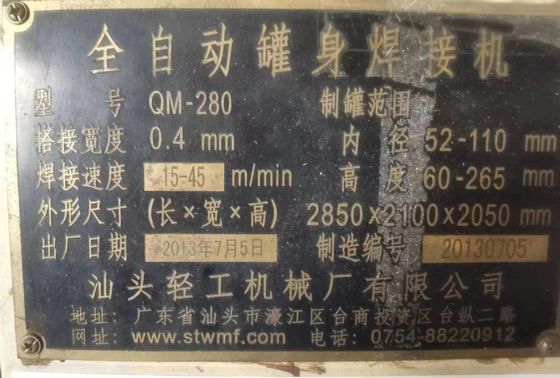 全自动罐身焊接机
型号 QM-280 制罐范围
搭接宽度 0.4 mm 内径 52-110 mm
焊接速度 15-45 m/min 高度 60-265 mm
外形尺寸 (长×宽×高) 2850×2100×2050 mm
出厂日期 2013年7月5日 制造编号 20130705
汕头轻工机械厂有限公司
地址: 广东省汕头市濠江区台商投资区台纵二路
网址: www.stwmf.com 电话: 0754-88220912